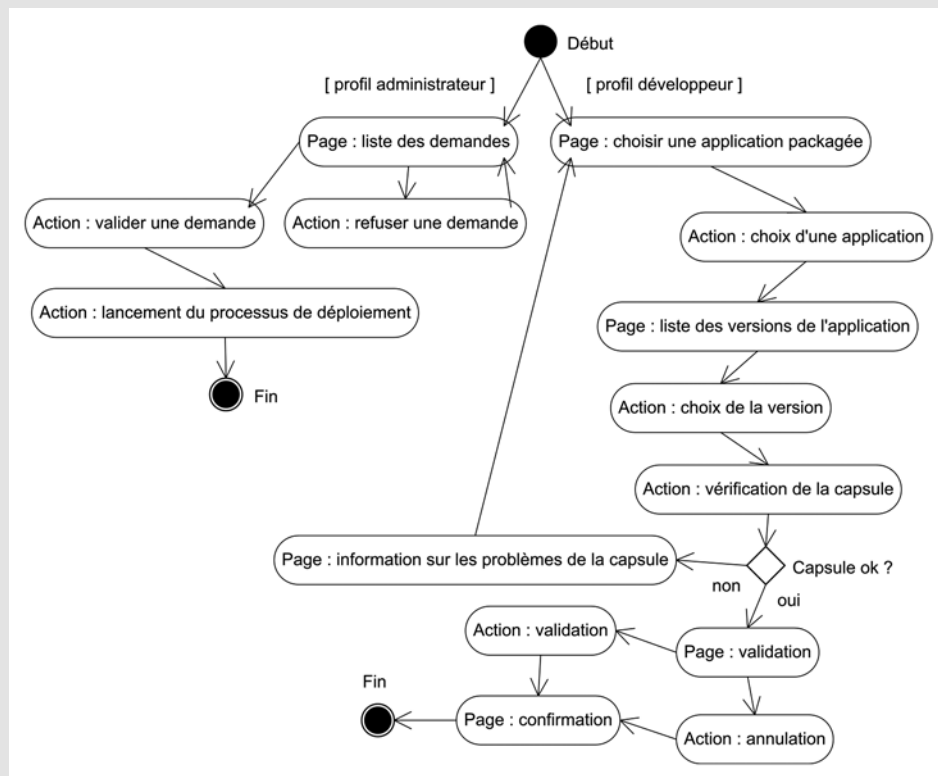 Début
[ profil administrateur ]
[ profil développeur ]
Page : liste des demandes
Page : choisir une application packagée
Action : valider une demande
Action : refuser une demande
Action : choix d'une application
Action : lancement du processus de déploiement
Page : liste des versions de l'application
Fin
Action : choix de la version
Action : vérification de la capsule
Page : information sur les problèmes de la capsule
Capsule ok ?
non
oui
Action : validation
Page : validation
Fin
Page : confirmation
Action : annulation